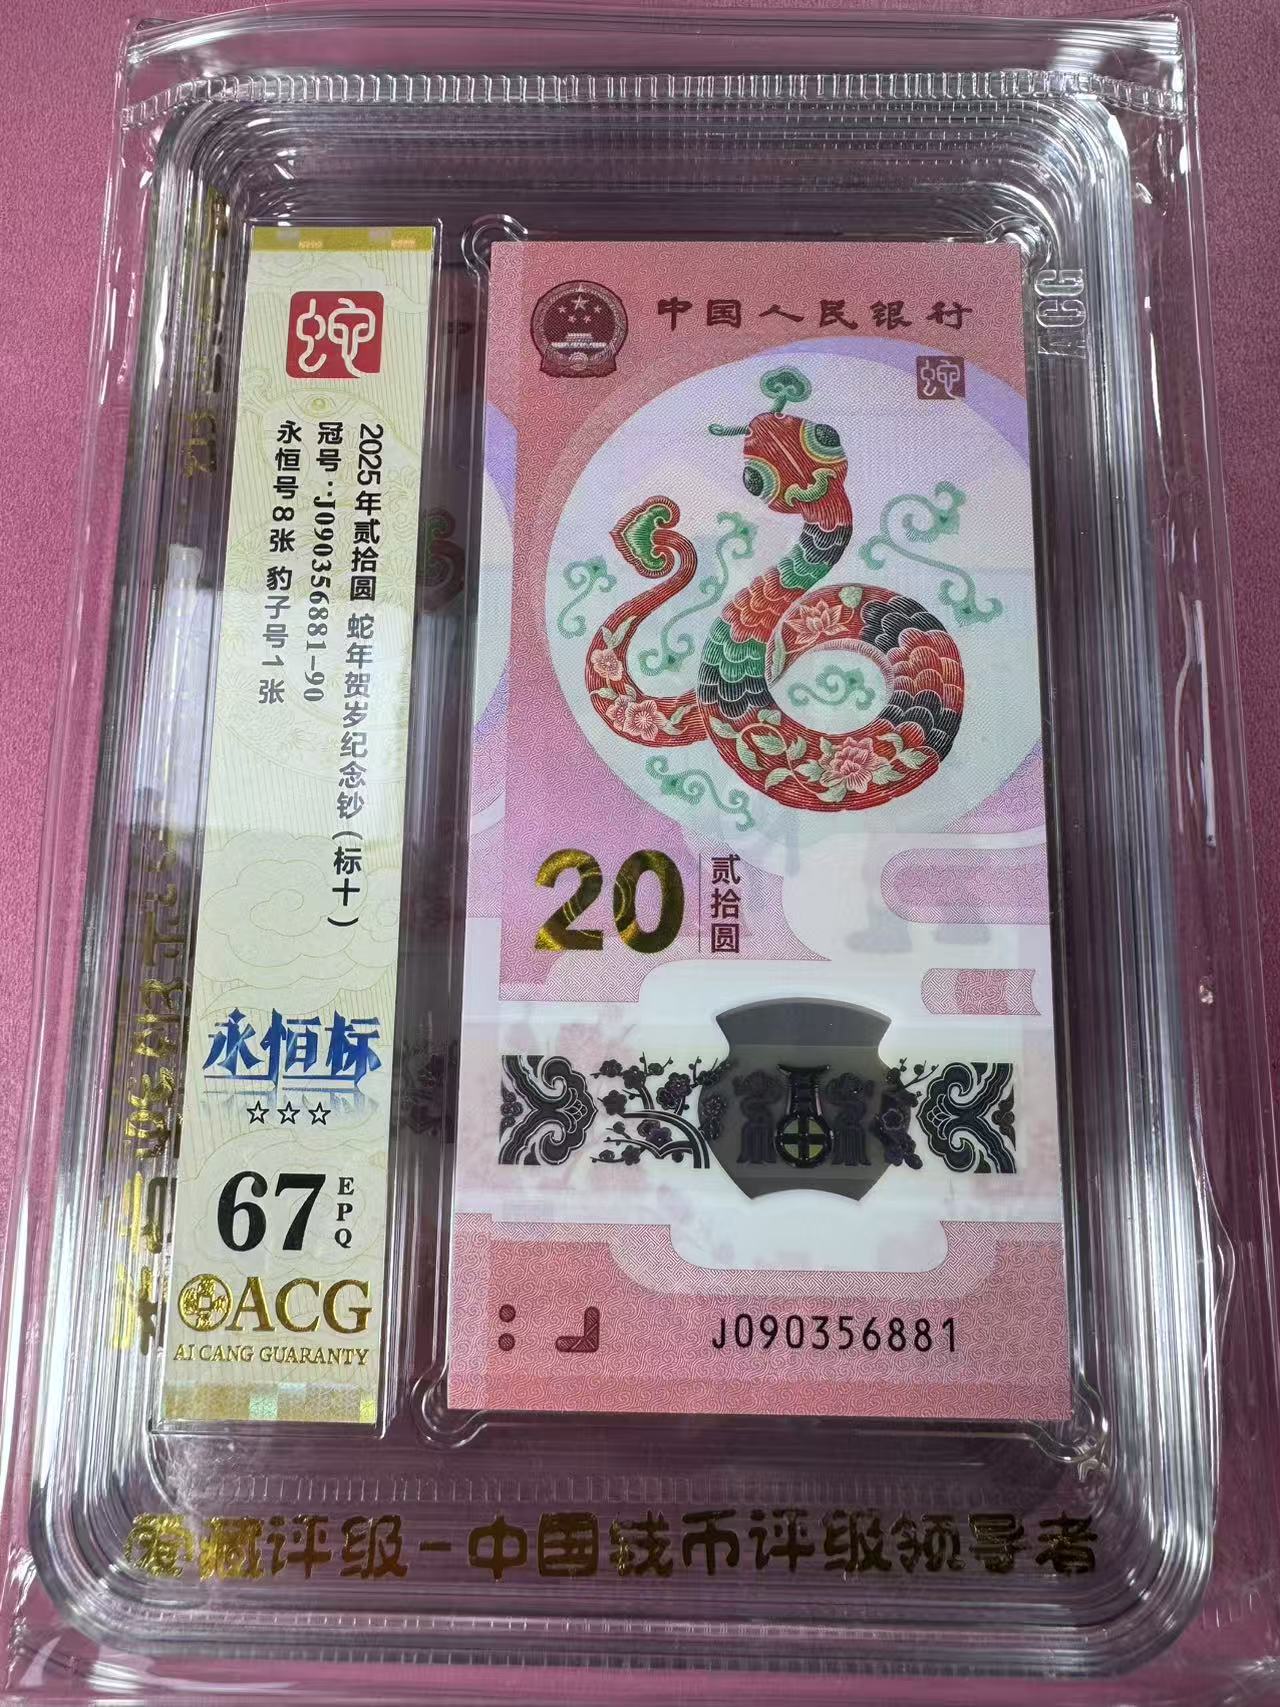 蛇
2025年贰拾圆 蛇年贺岁纪念钞(标十)
冠号:J090356881-90
永恒号8张 豹子号1张
永恒标
☆☆☆
67
EPQ
ACG
AI CANG GUARANTY
中国人民银行
蛇
20
贰拾圆
J090356881
ACG
爱藏评级-中国钱币评级领导者